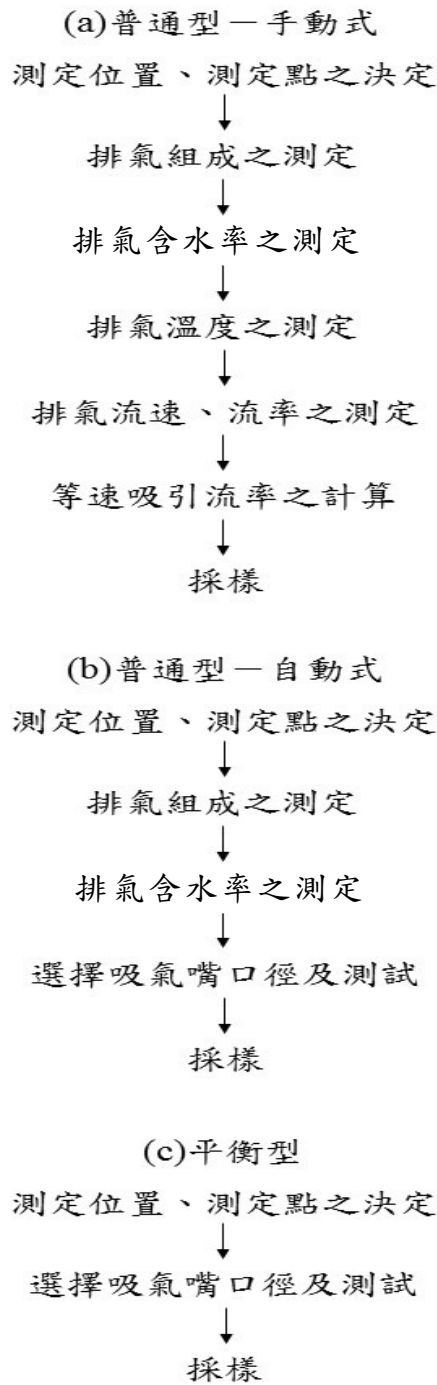 (a)普通型－手動式
測定位置、測定點之決定
排氣組成之測定
排氣含水率之測定
排氣溫度之測定
排氣流速、流率之測定
等速吸引流率之計算
採樣
(b)普通型－自動式
測定位置、測定點之決定
排氣組成之測定
排氣含水率之測定
選擇吸氣嘴口徑及測試
採樣
(c)平衡型
測定位置、測定點之決定
選擇吸氣嘴口徑及測試
採樣